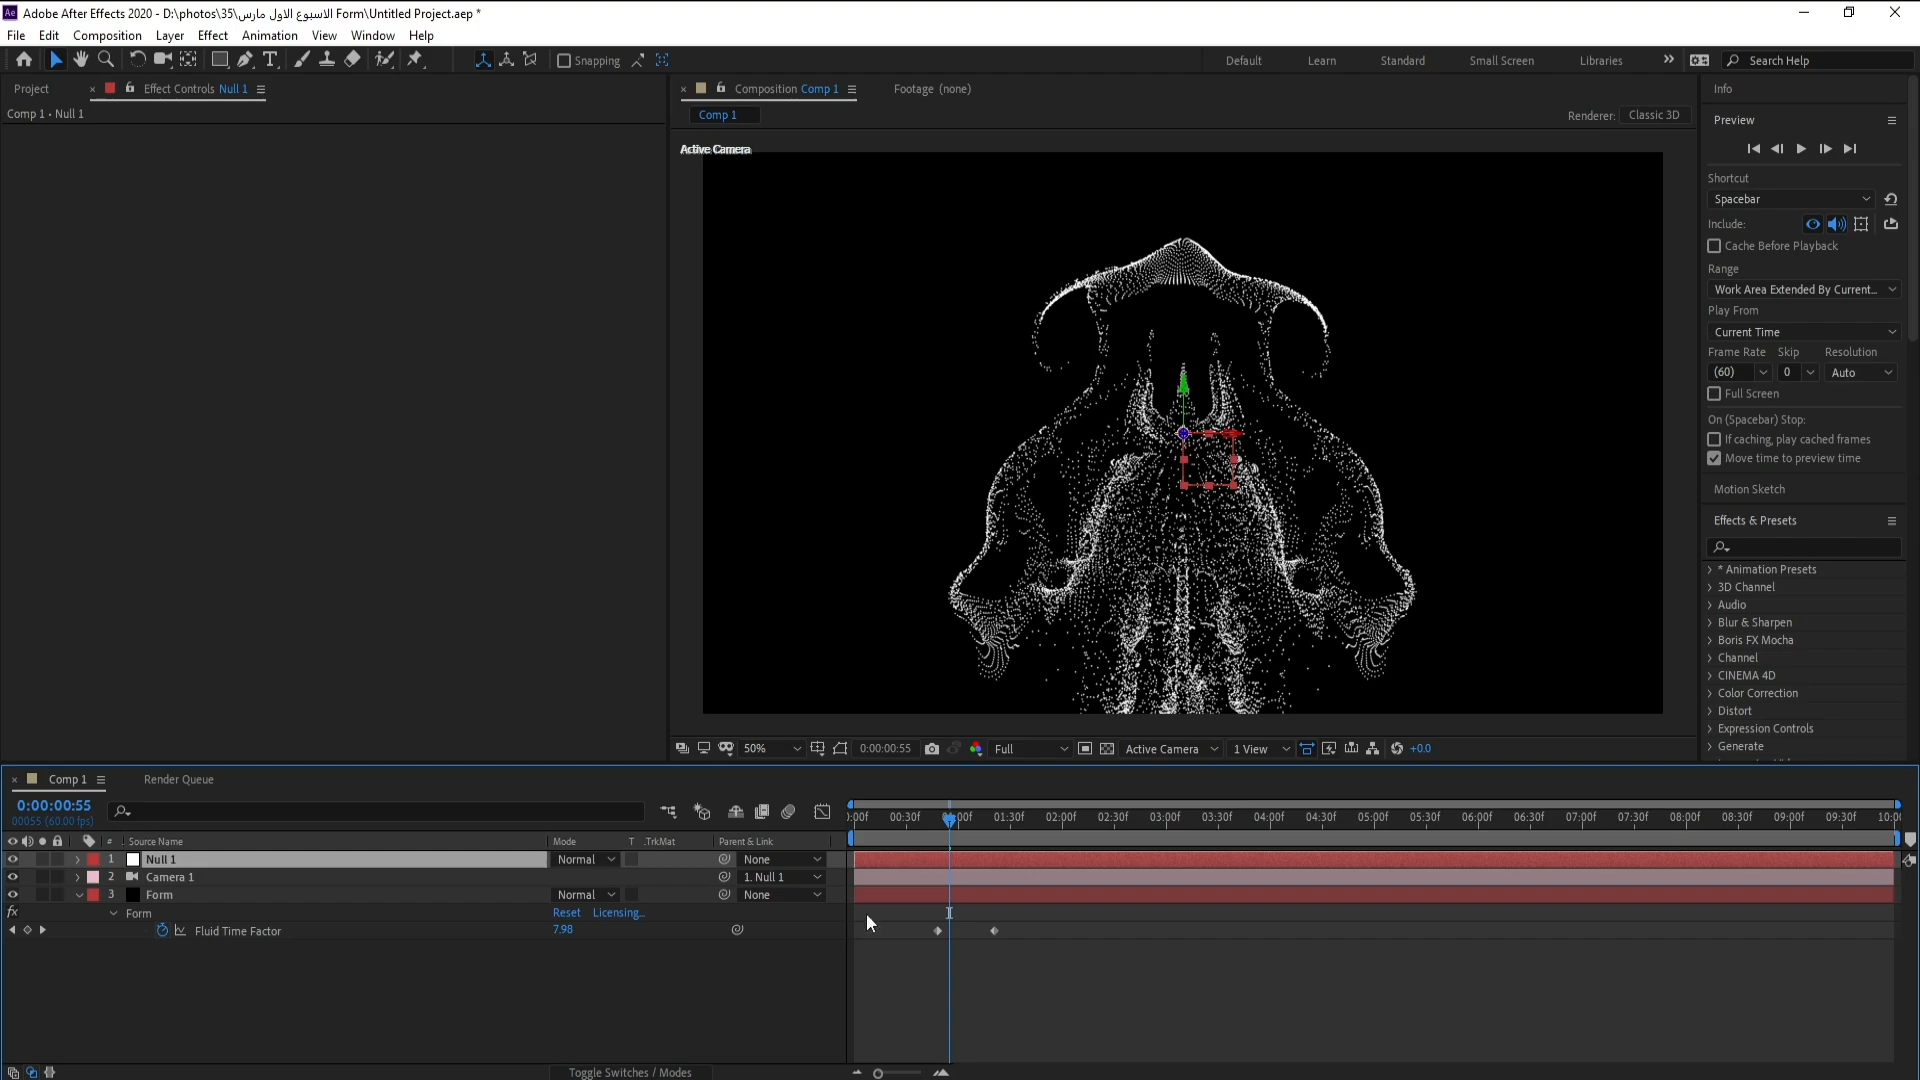 Adobe After Effects 2020 - D:\photos\35\الاسبوع الاول مارس Form\Untitled Project.aep *
File Edit Composition Layer Effect Animation View Window Help
Snapping
Default Learn Standard Small Screen Libraries
Search Help
Project
Effect Controls Null 1
Comp 1 • Null 1
Composition Comp 1
Footage (none)
Comp 1
Renderer: Classic 3D
Active Camera
Info
Preview
Shortcut
Spacebar
Include:
Cache Before Playback
Range
Work Area Extended By Current...
Play From
Current Time
Frame Rate Skip Resolution
(60) 0 Auto
Full Screen
On (Spacebar) Stop:
If caching, play cached frames
Move time to preview time
Motion Sketch
Effects & Presets
* Animation Presets
3D Channel
Audio
Blur & Sharpen
Boris FX Mocha
Channel
CINEMA 4D
Color Correction
Distort
Expression Controls
Generate
50% 0:00:00:55 Full Active Camera 1 View +0.0
Comp 1 Render Queue
0:00:00:55
00055 (60.00 fps)
00:30f 01:30f 02:00f 02:30f 03:00f 03:30f 04:00f 04:30f 05:00f 05:30f 06:00f 06:30f 07:00f 07:30f 08:00f 08:30f 09:00f 09:30f
# Source Name Mode T .TrkMat Parent & Link
1 Null 1 Normal None
2 Camera 1 1. Null 1
3 Form Normal None
fx Form Reset Licensing...
Fluid Time Factor 7.98
Toggle Switches / Modes